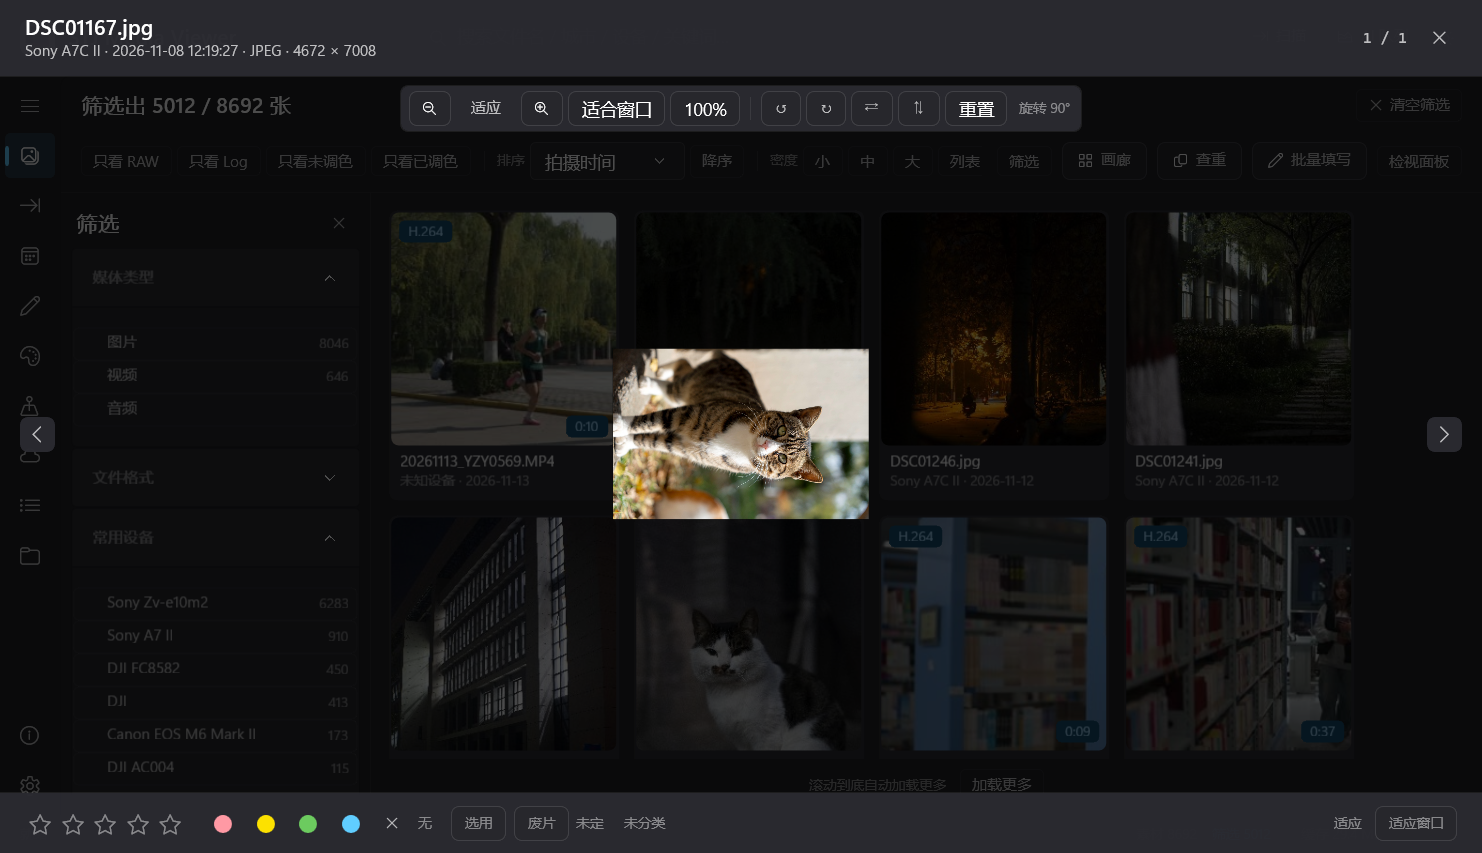 DSC01167.jpg
Sony A7C II · 2026-11-08 12:19:27 · JPEG · 4672 × 7008
1 / 1
筛选出 5012 / 8692 张
适应
适合窗口
100%
重置
旋转 90°
清空筛选
只看 RAW
只看 Log
只看未调色
只看已调色
排序
拍摄时间
降序
密度
小
中
大
列表
筛选
画廊
查重
批量填写
检视面板
筛选
媒体类型
图片 8046
视频 646
音频
文件格式
常用设备
Sony Zv-e10m2 6283
Sony A7 II 910
DJI FC8582 450
DJI 413
Canon EOS M6 Mark II 173
DJI AC004 115
H.264
0:10
20261113_YZY0569.MP4
未知设备 · 2026-11-13
DSC01246.jpg
Sony A7C II · 2026-11-12
DSC01241.jpg
Sony A7C II · 2026-11-12
H.264
0:09
H.264
0:37
滚动到底自动加载更多
加载更多
无
选用
废片
未定
未分类
适应
适应窗口